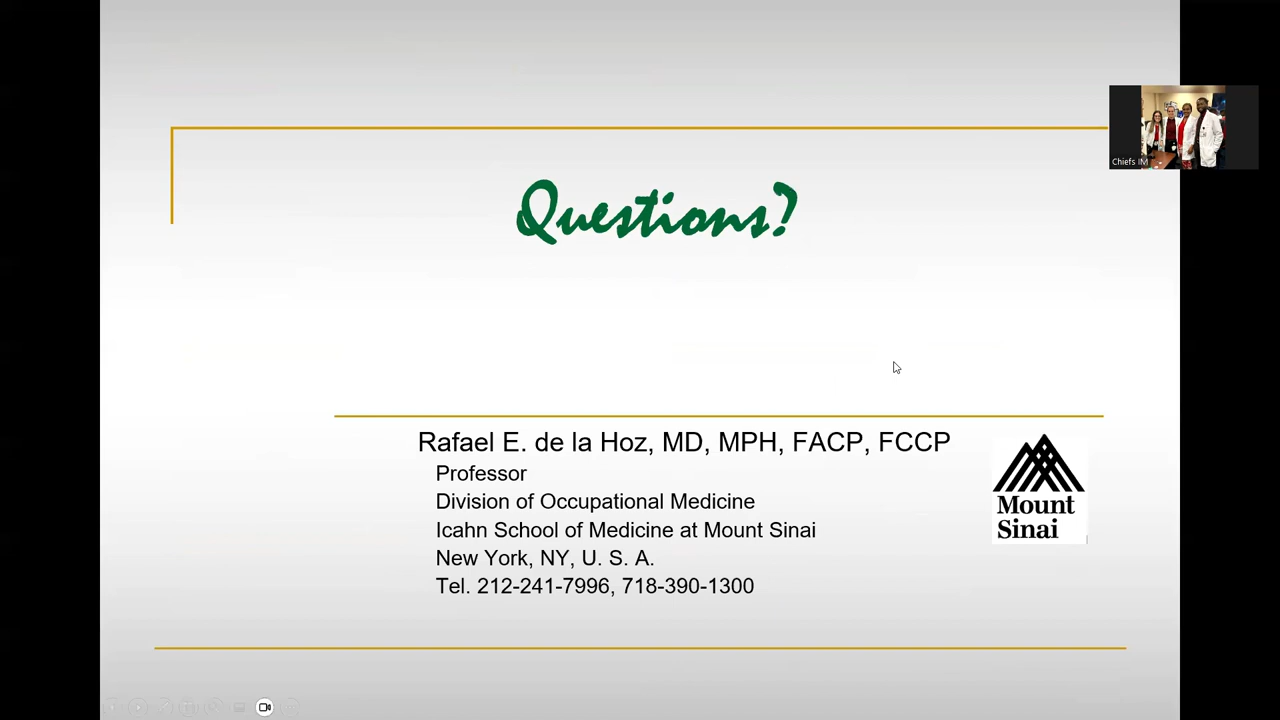 Questions?
Chiefs IM
Rafael E. de la Hoz, MD, MPH, FACP, FCCP
Professor
Division of Occupational Medicine
Icahn School of Medicine at Mount Sinai
New York, NY, U. S. A.
Tel. 212-241-7996, 718-390-1300
Mount
Sinai